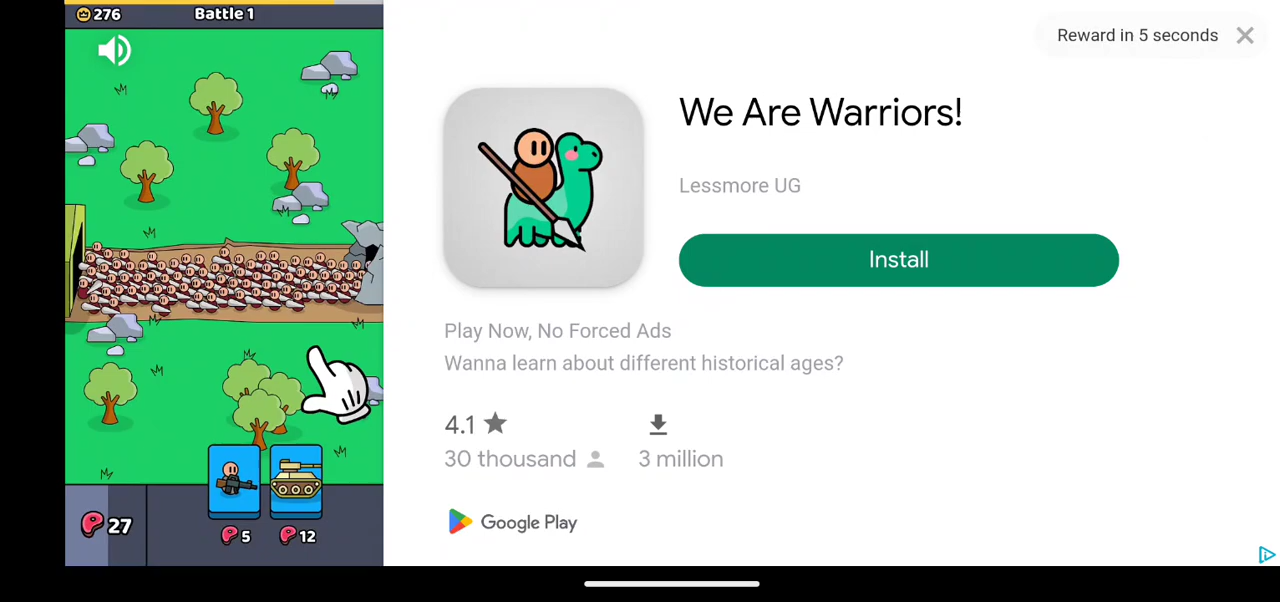 276
Battle 1
27
5
12
Reward in 5 seconds
We Are Warriors!
Lessmore UG
Install
Play Now, No Forced Ads
Wanna learn about different historical ages?
4.1
30 thousand
3 million
Google Play